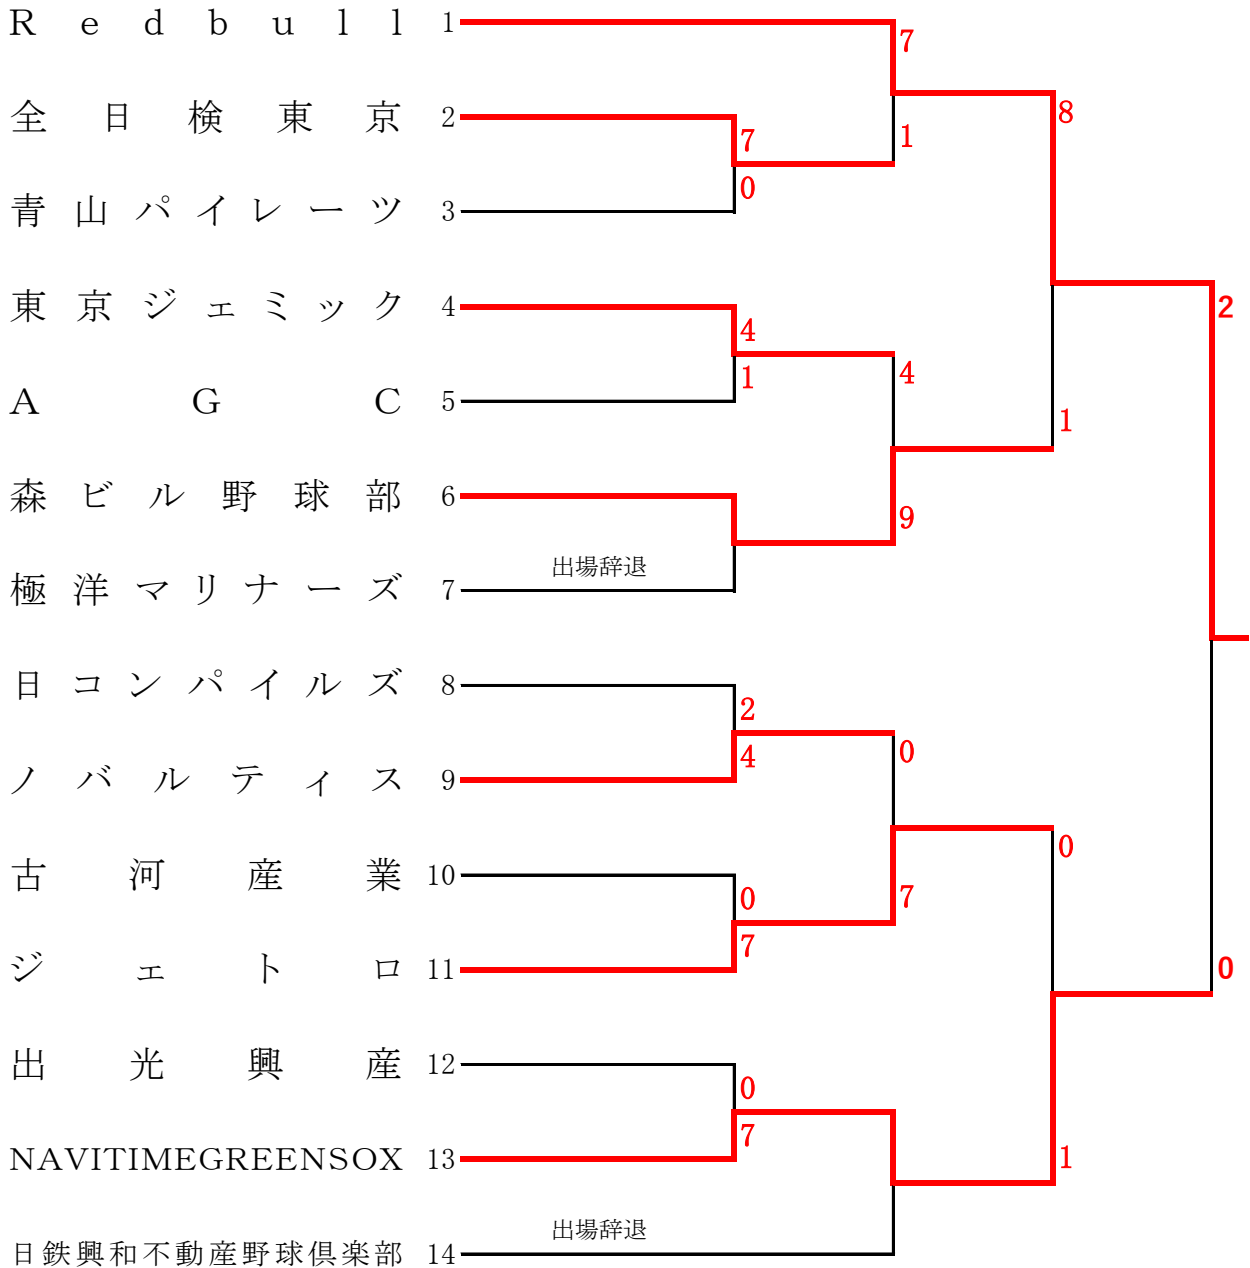 Redbull 1
7
8
全日検東京 2
7
1
0
青山パイレーツ 3
東京ジェミック 4
2
4
4
1
AGC 5
1
森ビル野球部 6
9
出場辞退
極洋マリナーズ 7
日コンパイルズ 8
2
0
4
ノバルティス 9
0
古河産業 10
0
7
7
ジェトロ 11
0
出光興産 12
0
7
1
NAVITIMEGREENSOX 13
出場辞退
日鉄興和不動産野球倶楽部 14